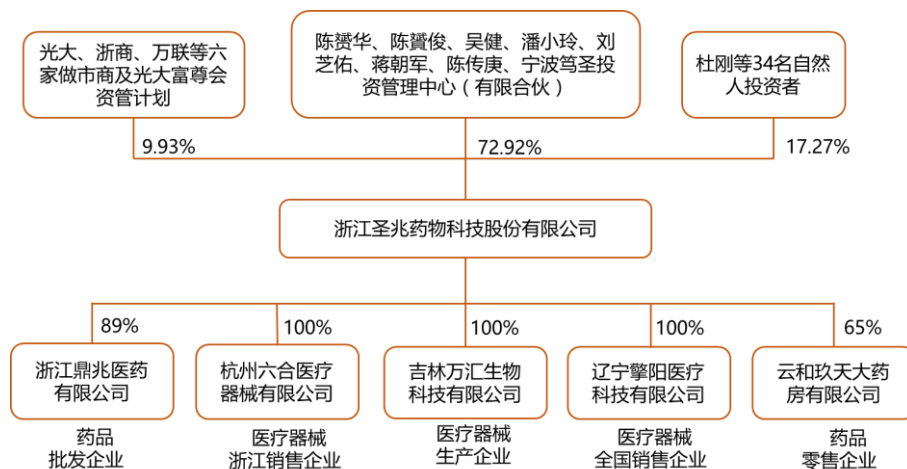 光大、浙商、万联等六
家做市商及光大富尊会
资管计划
陈赟华、陈贇俊、吴健、潘小玲、刘
芝佑、蒋朝军、陈传庚、宁波笃圣投
资管理中心（有限合伙）
杜刚等34名自然
人投资者
9.93%
72.92%
17.27%
浙江圣兆药物科技股份有限公司
89%
100%
100%
100%
65%
浙江鼎兆医药
有限公司
杭州六合医疗
器械有限公司
吉林万汇生物
科技有限公司
辽宁擎阳医疗
科技有限公司
云和玖天大药
房有限公司
药品
批发企业
医疗器械
浙江销售企业
医疗器械
生产企业
医疗器械
全国销售企业
药品
零售企业